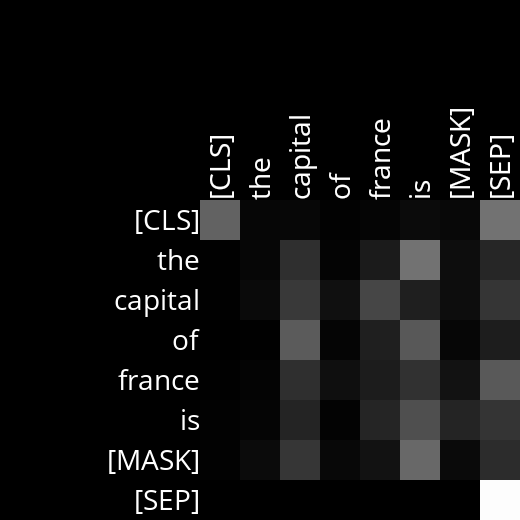 [CLS] the capital of france is [MASK] [SEP]
[CLS]
the
capital
of
france
is
[MASK]
[SEP]